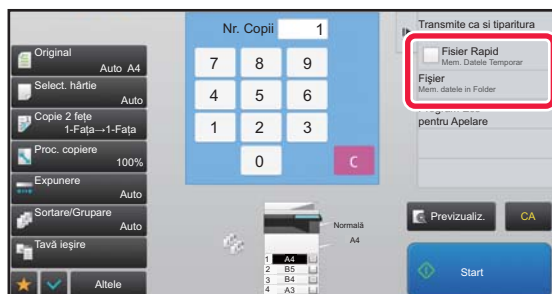 Nr. Copii 1
Original
Auto A4
Select. hârtie
Auto
Copie 2 fețe
1-Fața→1-Fața
Proc. copiere
100%
Expunere
Auto
Sortare/Grupare
Auto
Tavă ieșire
Altele
7 8 9
4 5 6
1 2 3
0 C
Normală
A4
1 A4
2 B5
3 B4
4 A3
Transmite ca si tiparitura
Fisier Rapid
Mem. Datele Temporar
Fișier
Mem. datele in Folder
pentru Apelare
Previzualiz.
CA
Start